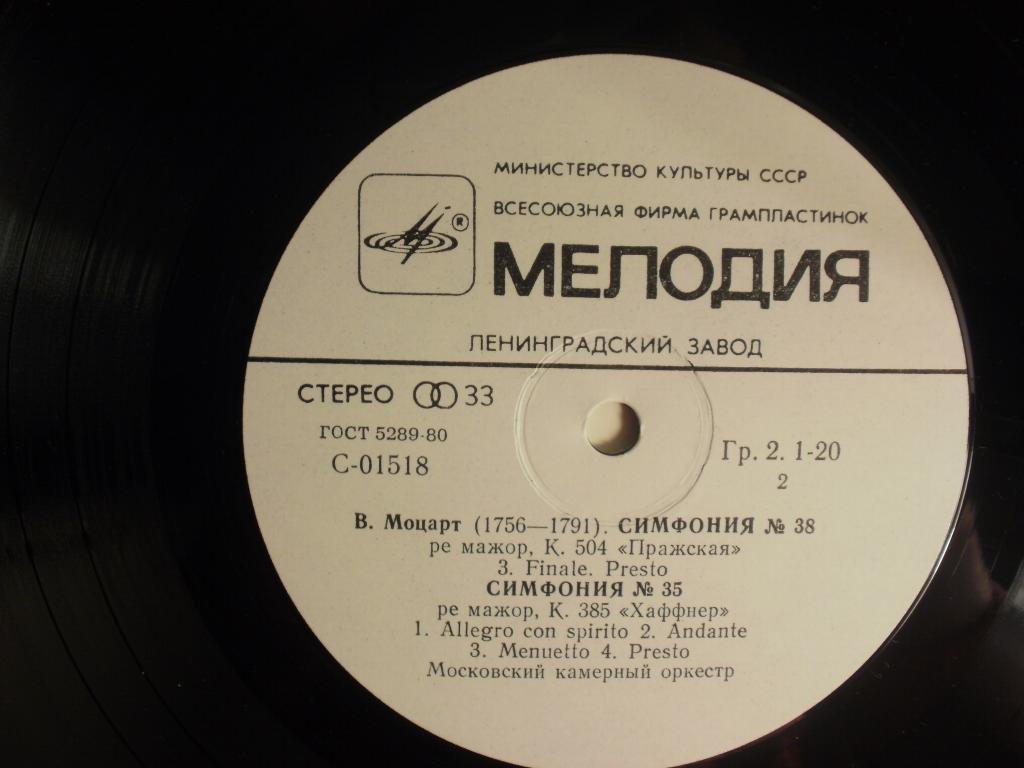 МИНИСТЕРСТВО КУЛЬТУРЫ СССР
ВСЕСОЮЗНАЯ ФИРМА ГРАМПЛАСТИНОК
®
МЕЛОДИЯ
ЛЕНИНГРАДСКИЙ ЗАВОД
СТЕРЕО 33
ГОСТ 5289-80
С-01518
Гр. 2. 1-20
2
В. Моцарт (1756—1791). СИМФОНИЯ № 38
ре мажор, К. 504 «Пражская»
3. Finale. Presto
СИМФОНИЯ № 35
ре мажор, К. 385 «Хаффнер»
1. Allegro con spirito 2. Andante
3. Menuetto 4. Presto
Московский камерный оркестр